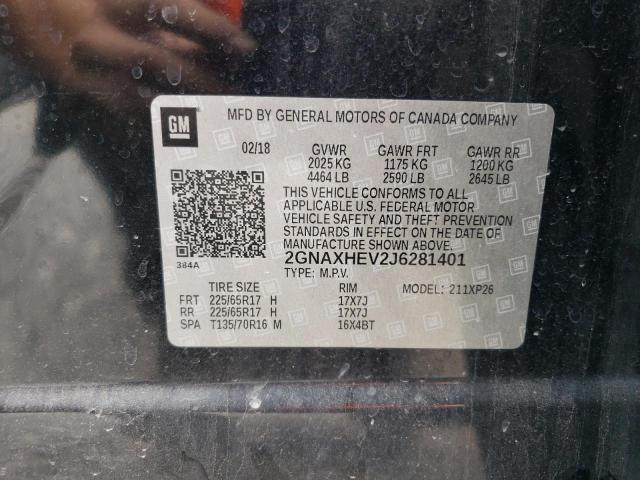 GM
MFD BY GENERAL MOTORS OF CANADA COMPANY
02/18 GVWR GAWR FRT GAWR RR
2025 KG 1175 KG 1200 KG
4464 LB 2590 LB 2645 LB
THIS VEHICLE CONFORMS TO ALL
APPLICABLE U.S. FEDERAL MOTOR
VEHICLE SAFETY AND THEFT PREVENTION
STANDARDS IN EFFECT ON THE DATE OF
MANUFACTURE SHOWN ABOVE.
384A 2GNAXHEV2J6281401
TYPE: M.P.V. MODEL: 211XP26
TIRE SIZE RIM
FRT 225/65R17 H 17X7J
RR 225/65R17 H 17X7J
SPA T135/70R16 M 16X4BT